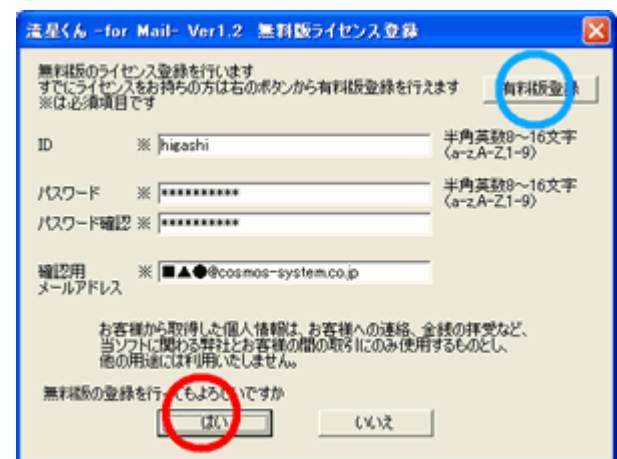 流星くん -for Mail- Ver1.2 無料版ライセンス登録
無料版のライセンス登録を行います
すでにライセンスをお持ちの方は右のボタンから有料版登録を行えます
※は必須項目です
有料版登録
ID ※ higashi 半角英数8～16文字
(a-z,A-Z,1-9)
パスワード ※ ********** 半角英数8～16文字
(a-z,A-Z,1-9)
パスワード確認 ※ **********
確認用 ※ ■▲●@cosmos-system.co.jp
メールアドレス
お客様から取得した個人情報は、お客様への連絡、金銭の拝受など、
当ソフトに関わる弊社とお客様の間の取引にのみ使用するものとし、
他の用途には利用いたしません。
無料版の登録を行ってもよろしいですか
はい いいえ